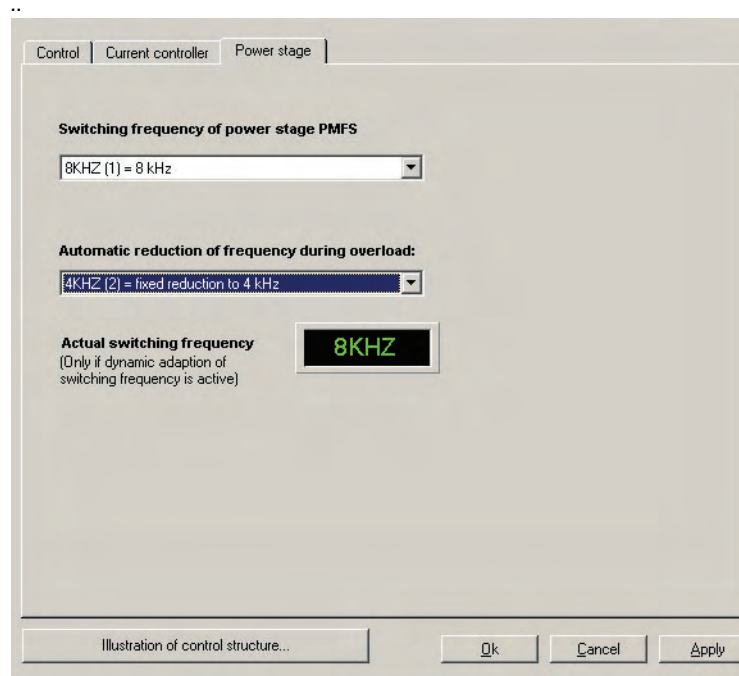 ..
Control
Current controller
Power stage
Switching frequency of power stage PMFS
8KHZ (1) = 8 kHz
Automatic reduction of frequency during overload:
4KHZ (2) = fixed reduction to 4 kHz
Actual switching frequency
(Only if dynamic adaption of
switching frequency is active)
8KHZ
Illustration of control structure...
Ok
Cancel
Apply